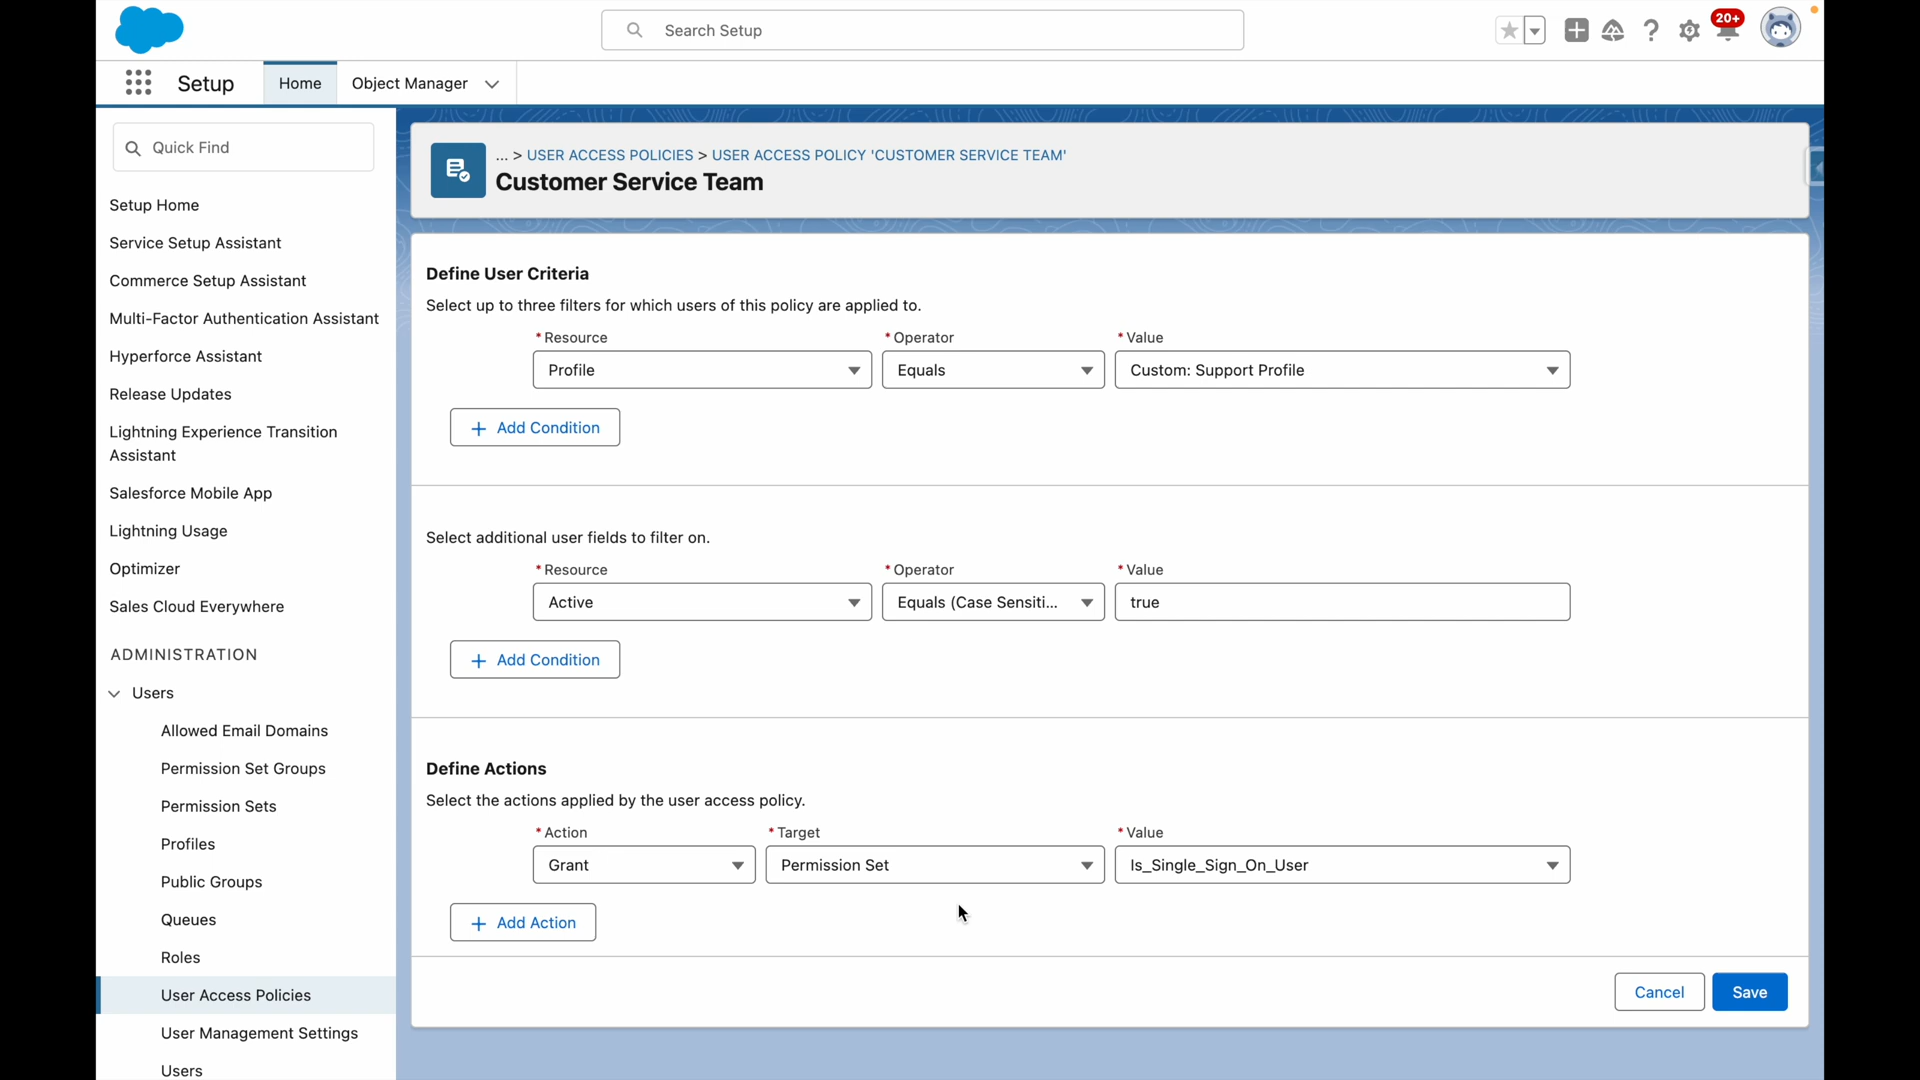 Search Setup
20+
Setup
Home
Object Manager
Quick Find
Setup Home
Service Setup Assistant
Commerce Setup Assistant
Multi-Factor Authentication Assistant
Hyperforce Assistant
Release Updates
Lightning Experience Transition
Assistant
Salesforce Mobile App
Lightning Usage
Optimizer
Sales Cloud Everywhere
ADMINISTRATION
Users
Allowed Email Domains
Permission Set Groups
Permission Sets
Profiles
Public Groups
Queues
Roles
User Access Policies
User Management Settings
Users
... > USER ACCESS POLICIES > USER ACCESS POLICY 'CUSTOMER SERVICE TEAM'
Customer Service Team
Define User Criteria
Select up to three filters for which users of this policy are applied to.
* Resource * Operator * Value
Profile Equals Custom: Support Profile
+ Add Condition
Select additional user fields to filter on.
* Resource * Operator * Value
Active Equals (Case Sensiti... true
+ Add Condition
Define Actions
Select the actions applied by the user access policy.
* Action * Target * Value
Grant Permission Set Is_Single_Sign_On_User
+ Add Action
Cancel Save